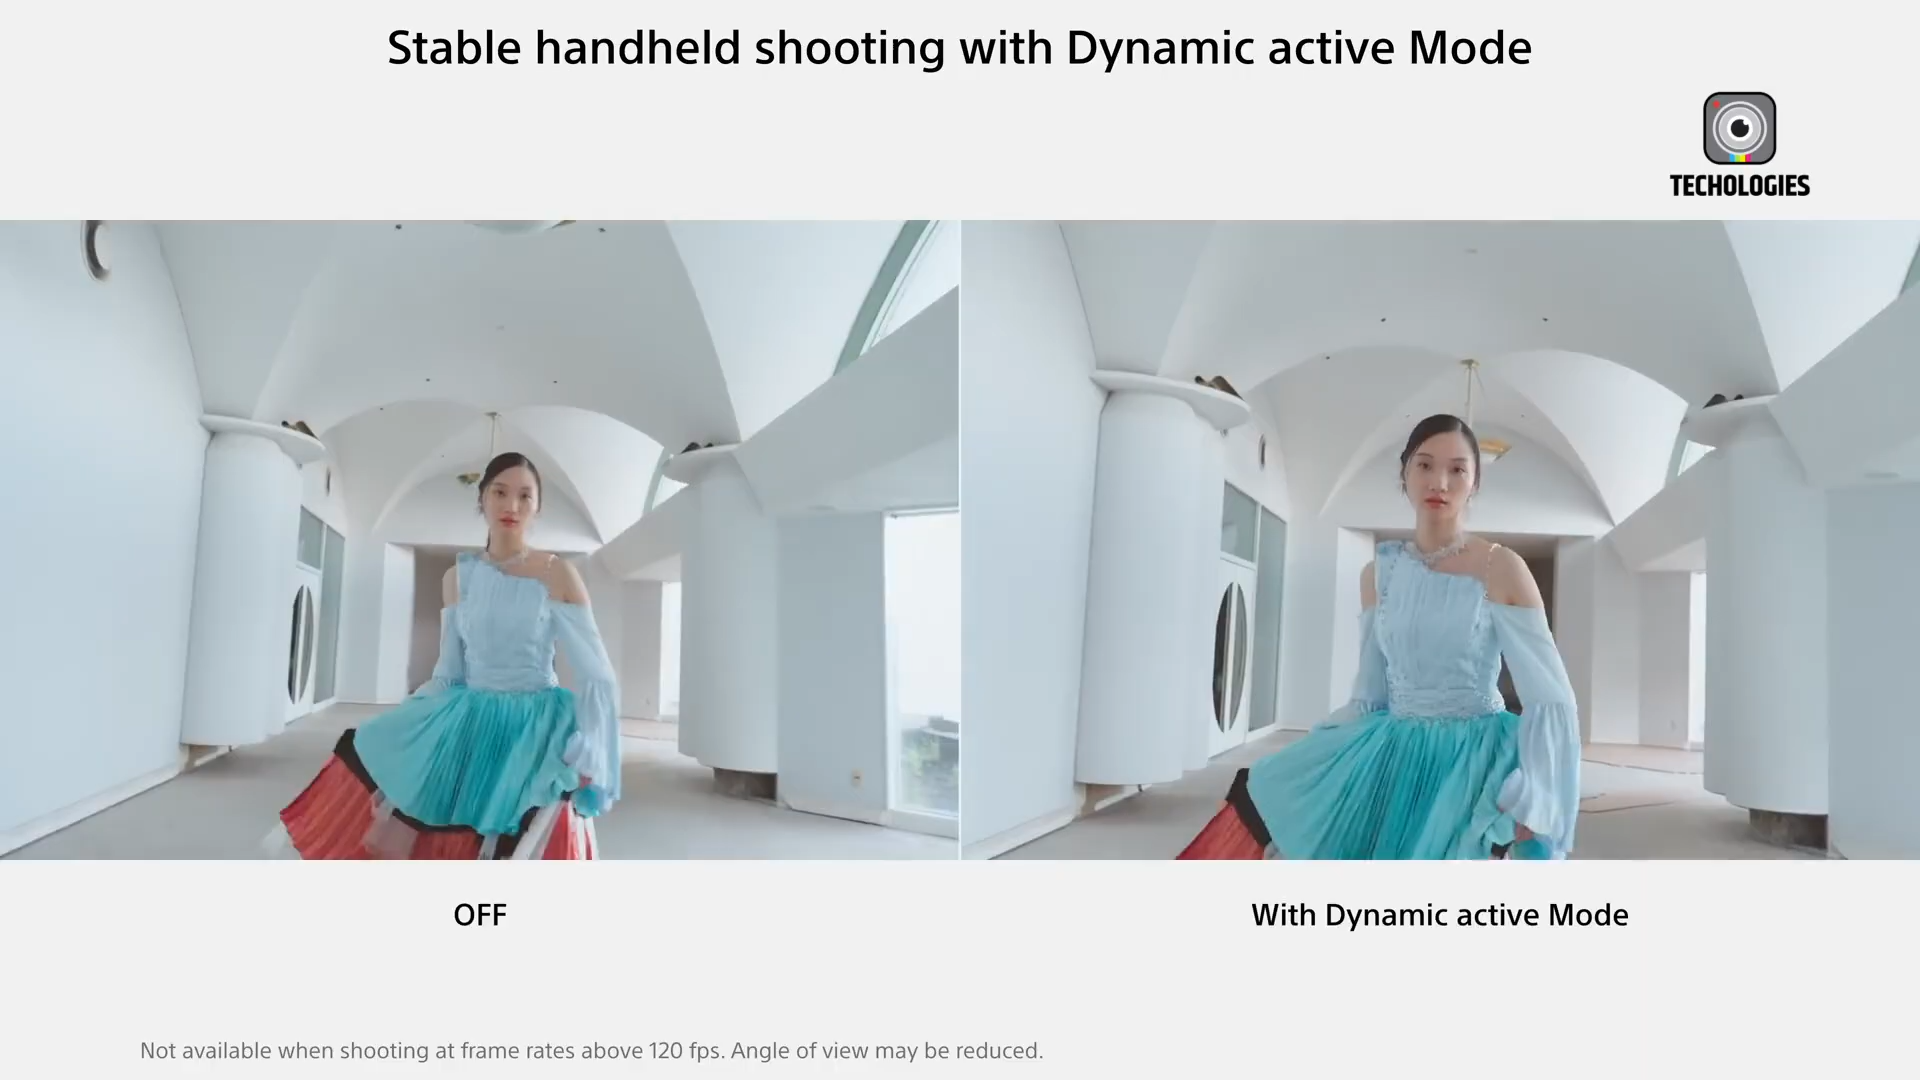 Stable handheld shooting with Dynamic active Mode
TECHOLOGIES
OFF
With Dynamic active Mode
Not available when shooting at frame rates above 120 fps. Angle of view may be reduced.